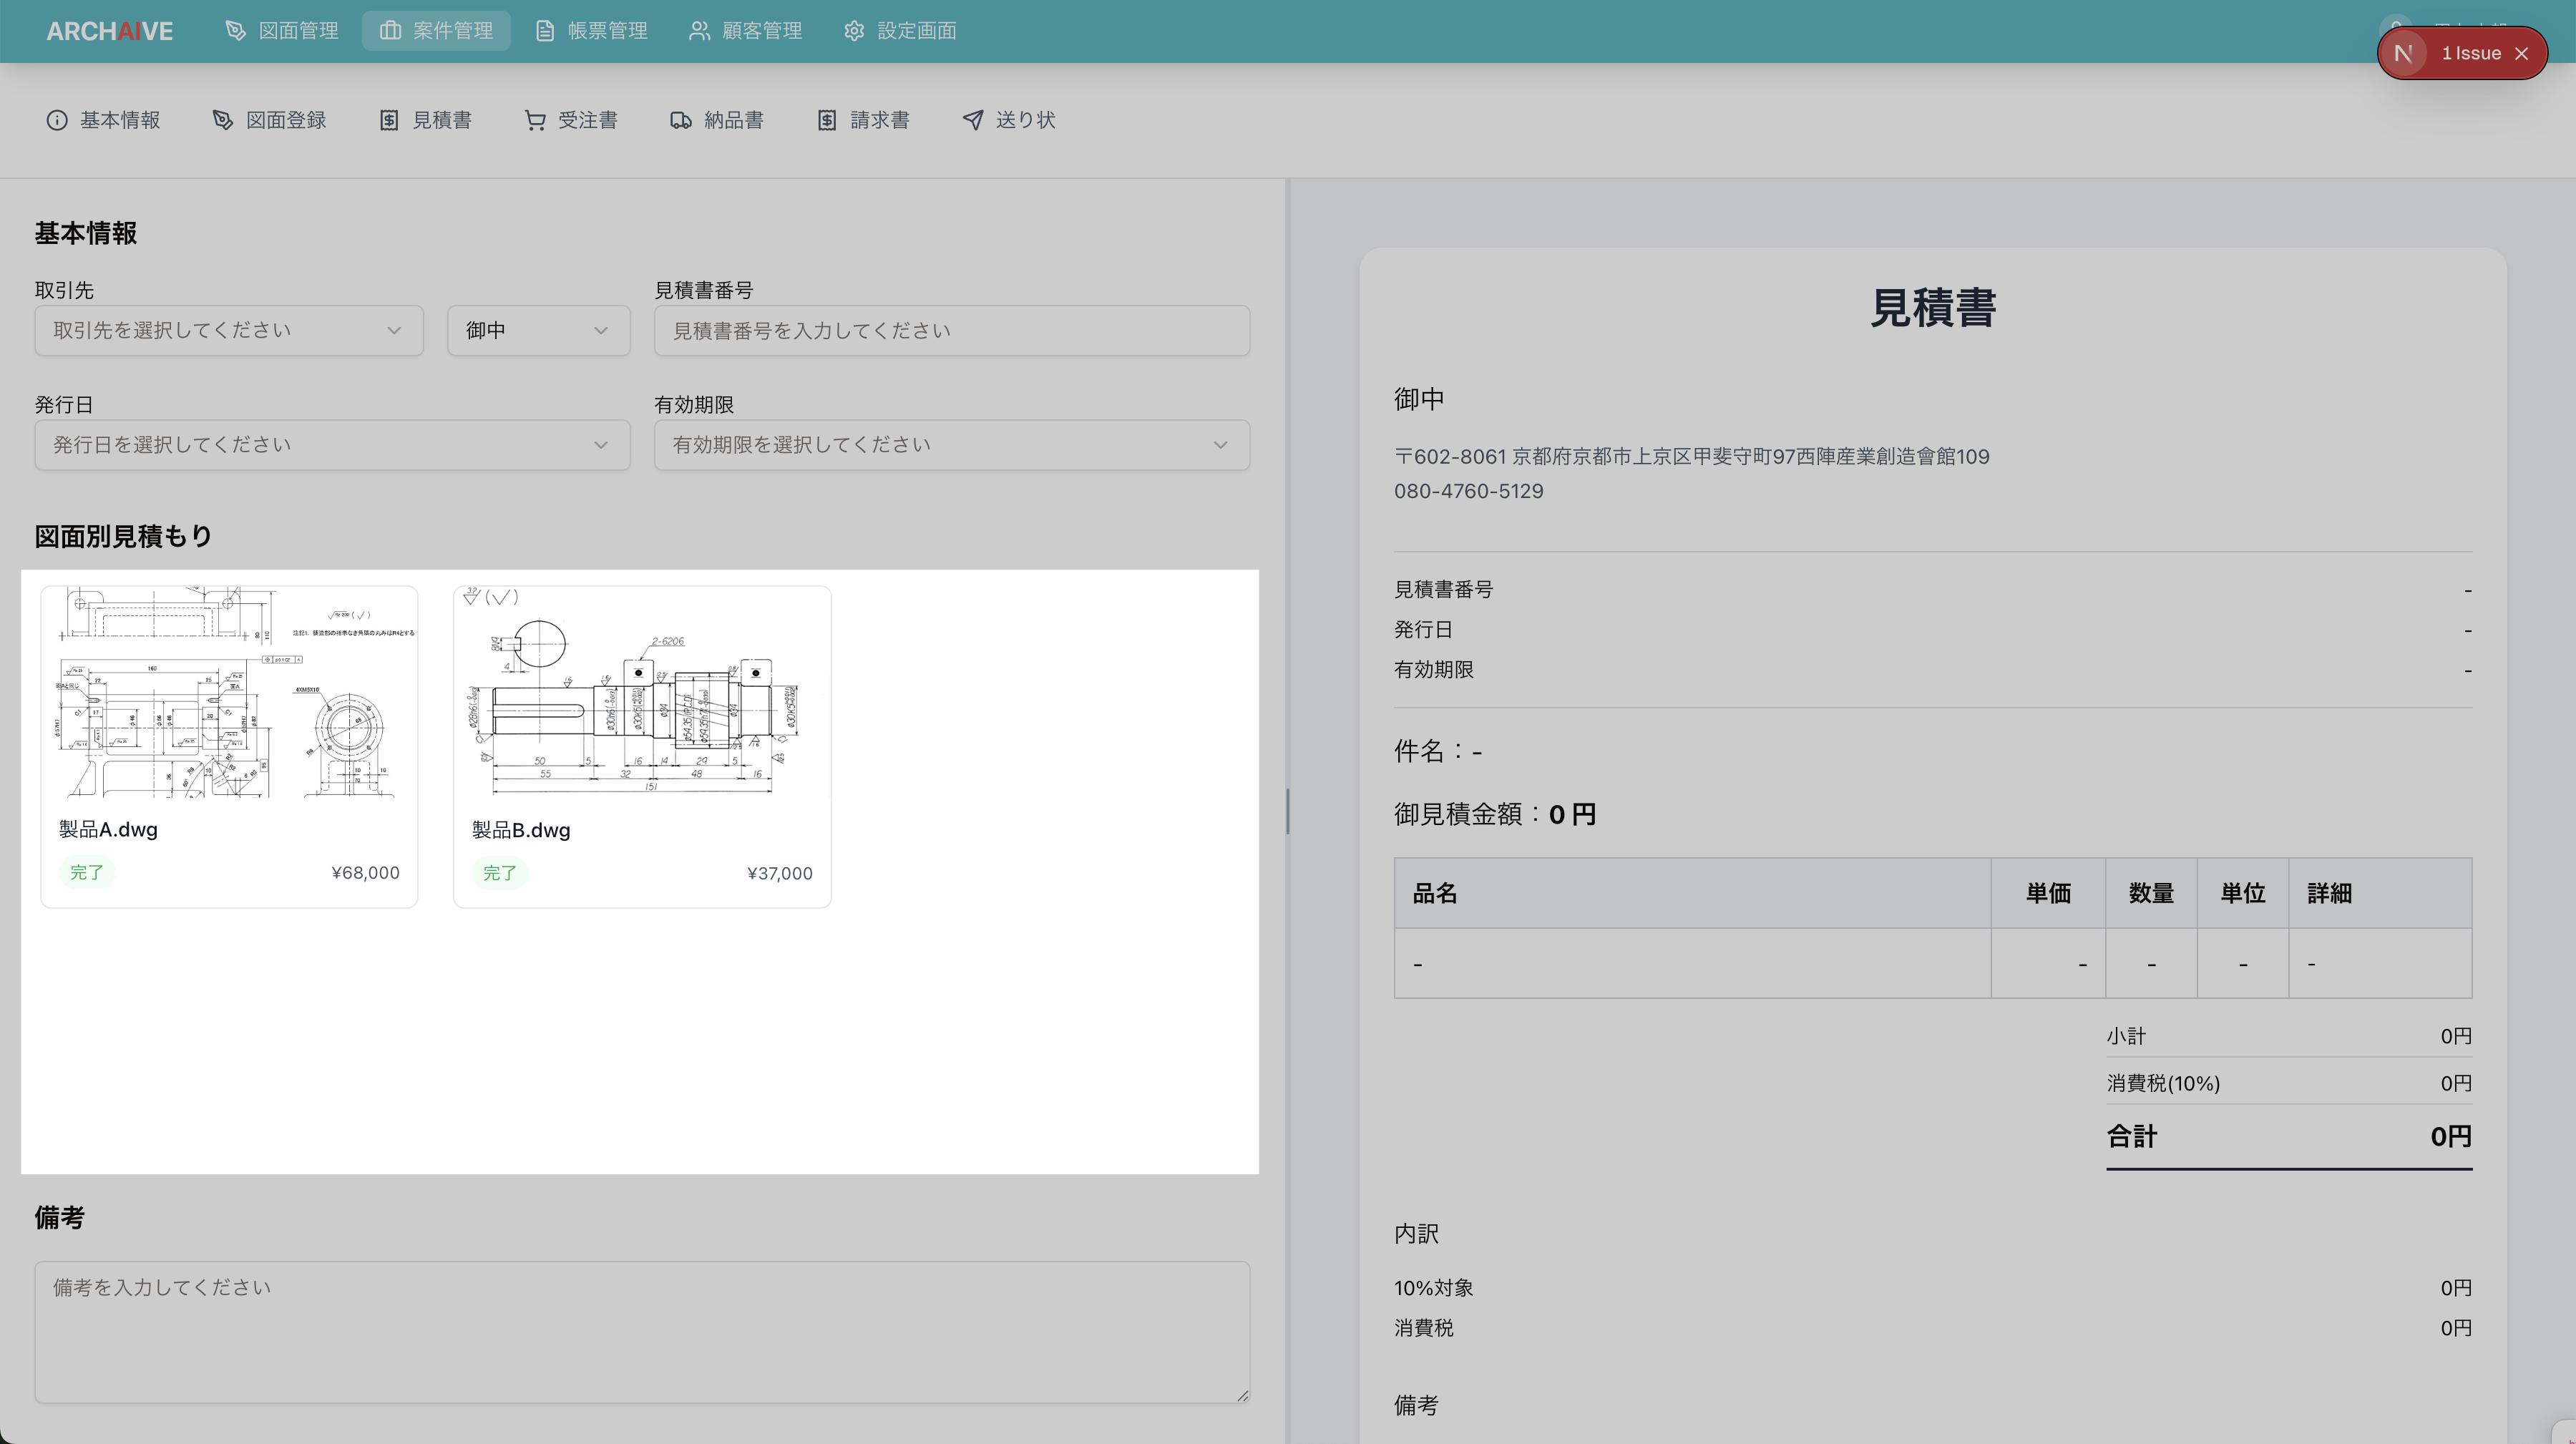 ARCHAIVE
図面管理
案件管理
帳票管理
顧客管理
設定画面
1 Issue
基本情報
図面登録
見積書
受注書
納品書
請求書
送り状
基本情報
取引先
見積書番号
取引先を選択してください
御中
見積書番号を入力してください
発行日
有効期限
発行日を選択してください
有効期限を選択してください
図面別見積もり
製品A.dwg
完了
¥68,000
2-6206
50
5
16
14
29
5
55
32
48
16
151
製品B.dwg
完了
¥37,000
備考
備考を入力してください
見積書
御中
〒602-8061 京都府京都市上京区甲斐守町97西陣産業創造會館109
080-4760-5129
見積書番号 -
発行日 -
有効期限 -
件名：-
御見積金額：0 円
品名 単価 数量 単位 詳細
- - - - -
小計 0円
消費税(10%) 0円
合計 0円
内訳
10%対象 0円
消費税 0円
備考